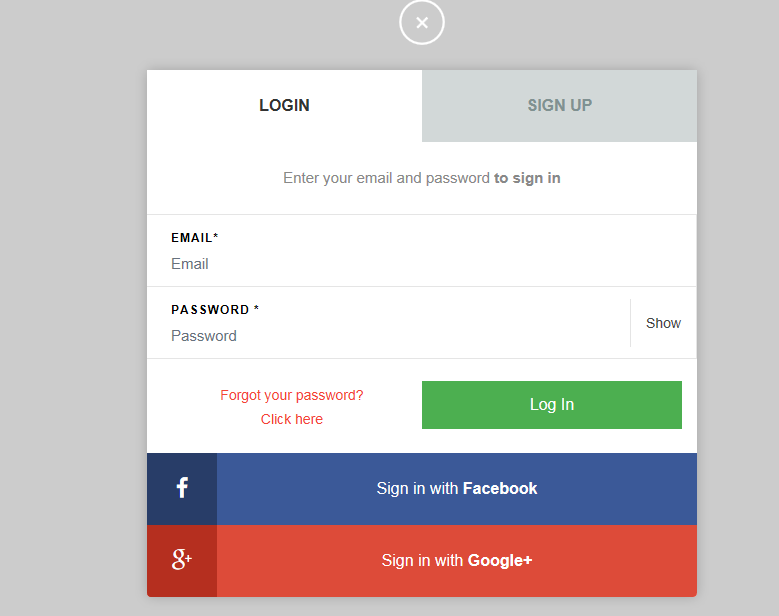 LOGIN
SIGN UP
Enter your email and password to sign in
EMAIL*
Email
PASSWORD *
Password
Show
Forgot your password?
Click here
Log In
f
Sign in with Facebook
g+
Sign in with Google+